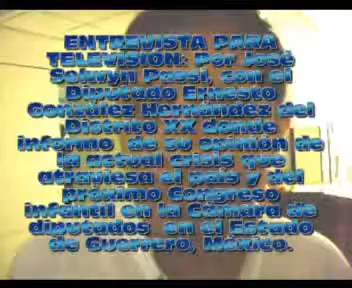 ENTREVISTA PARA
TELEVISION: Por José
Selwyn Passi, con el
Diputado Ernesto
González Hernández del
Distrito XX donde
informo de su opinión de
la actual crisis que
atraviesa el país y del
próximo Congreso
infantil en la Cámara de
diputados en el Estado
de Guerrero, México.